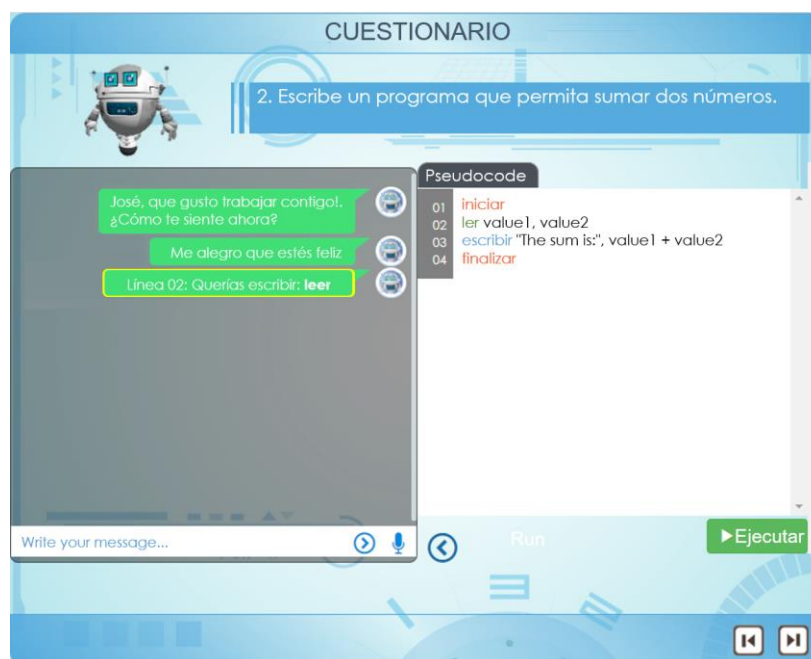 CUESTIONARIO
2. Escribe un programa que permita sumar dos números.
José, que gusto trabajar contigo!.
¿Cómo te siente ahora?
Me alegro que estés feliz
Línea 02: Querías escribir: leer
Write your message...
Pseudocode
01 iniciar
02 ler value1, value2
03 escribir "The sum is:", value1 + value2
04 finalizar
Run
Ejecutar